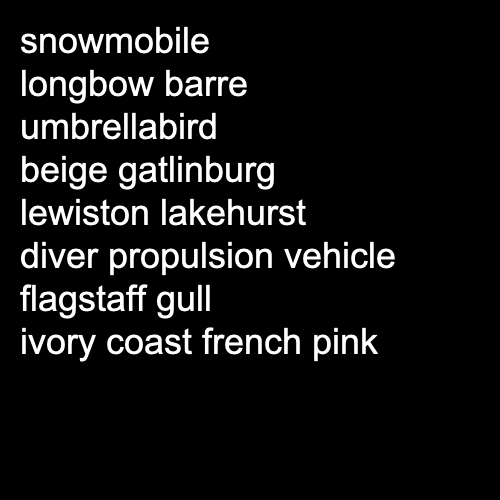 snowmobile
longbow barre
umbrellabird
beige gatlinburg
lewiston lakehurst
diver propulsion vehicle
flagstaff gull
ivory coast french pink